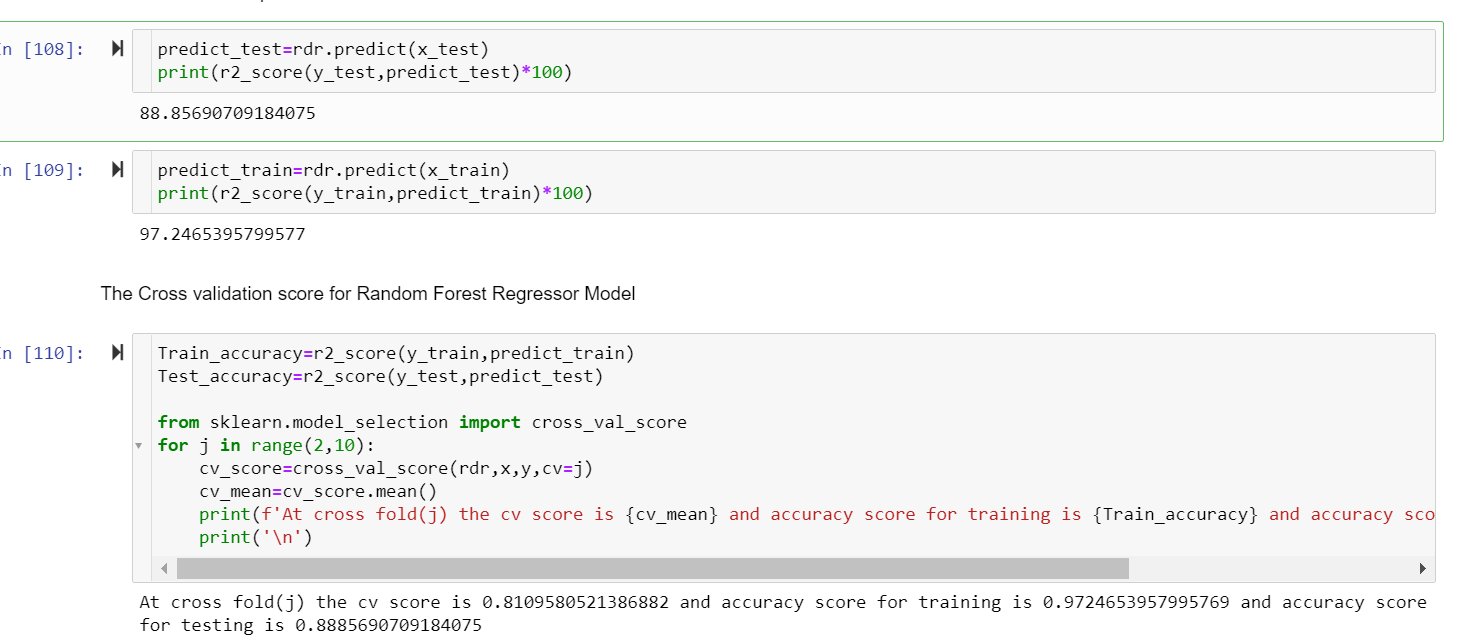 n [108]:
predict_test=rdr.predict(x_test)
print(r2_score(y_test,predict_test)*100)
88.85690709184075
n [109]:
predict_train=rdr.predict(x_train)
print(r2_score(y_train,predict_train)*100)
97.2465395799577
The Cross validation score for Random Forest Regressor Model
n [110]:
Train_accuracy=r2_score(y_train,predict_train)
Test_accuracy=r2_score(y_test,predict_test)
from sklearn.model_selection import cross_val_score
for j in range(2,10):
    cv_score=cross_val_score(rdr,x,y,cv=j)
    cv_mean=cv_score.mean()
    print(f'At cross fold(j) the cv score is {cv_mean} and accuracy score for training is {Train_accuracy} and accuracy sco
    print('\n')
At cross fold(j) the cv score is 0.8109580521386882 and accuracy score for training is 0.9724653957995769 and accuracy score
for testing is 0.8885690709184075